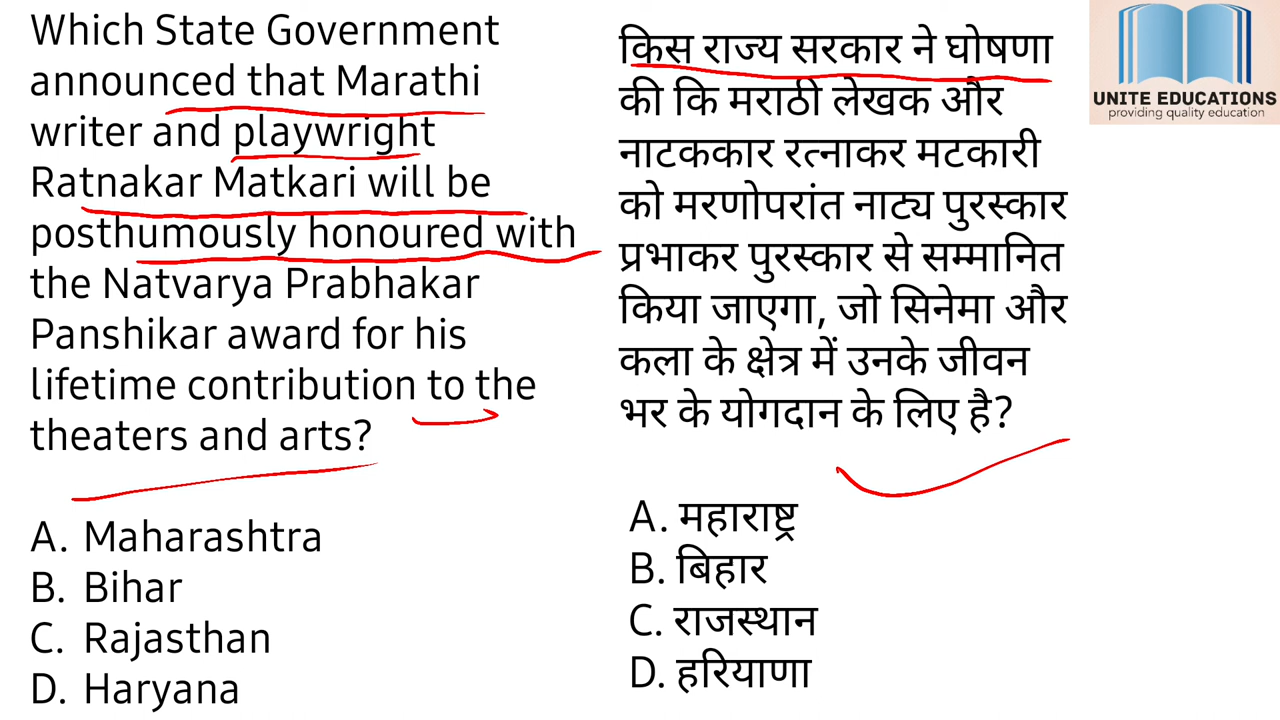 Which State Government
announced that Marathi
writer and playwright
Ratnakar Matkari will be
posthumously honoured with
the Natvarya Prabhakar
Panshikar award for his
lifetime contribution to the
theaters and arts?
A. Maharashtra
B. Bihar
C. Rajasthan
D. Haryana
किस राज्य सरकार ने घोषणा
की कि मराठी लेखक और
नाटककार रत्नाकर मटकारी
को मरणोपरांत नाट्य पुरस्कार
प्रभाकर पुरस्कार से सम्मानित
किया जाएगा, जो सिनेमा और
कला के क्षेत्र में उनके जीवन
भर के योगदान के लिए है?
A. महाराष्ट्र
B. बिहार
C. राजस्थान
D. हरियाणा
UNITE EDUCATIONS
providing quality education